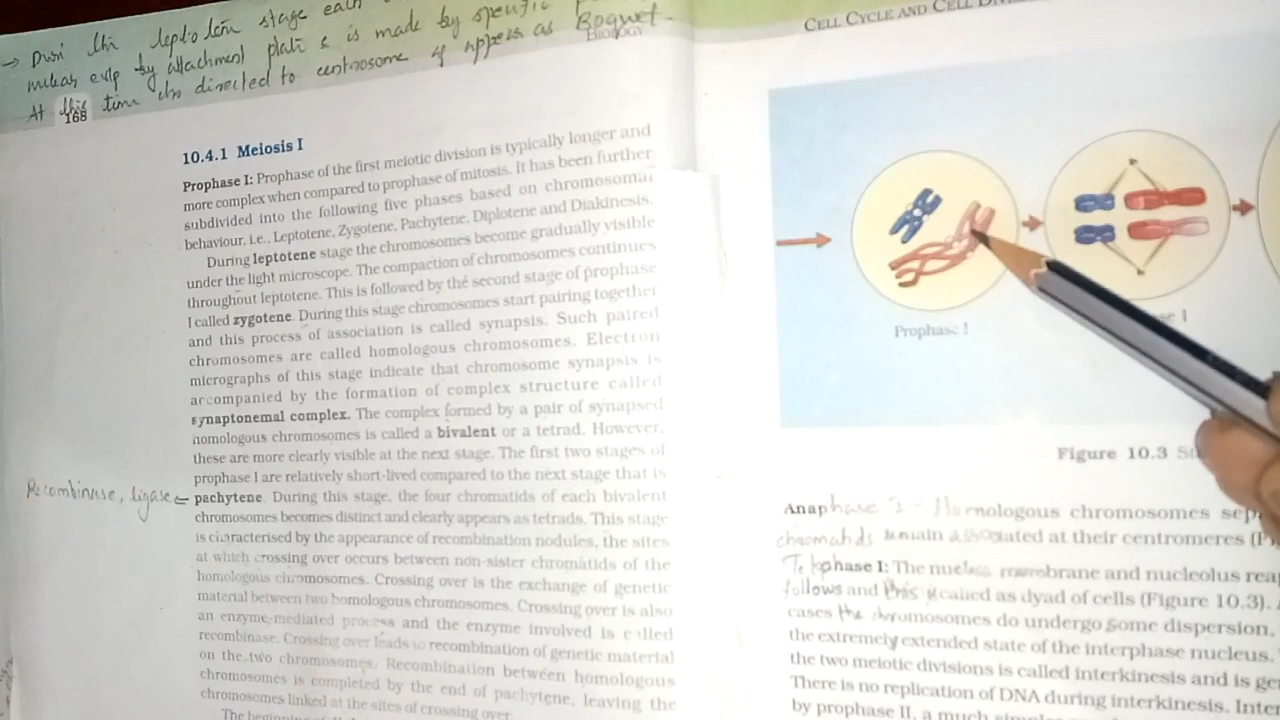 → Duri the leptotein stage each
nuleas evlp by attachment plate & is made by spesific
At this time chs directed to centrosome & appears as Boquet
BIOLOGY
168
10.4.1 Meiosis I
Prophase I: Prophase of the first meiotic division is typically longer and
more complex when compared to prophase of mitosis. It has been further
subdivided into the following five phases based on chromosomal
behaviour, i.e., Leptotene, Zygotene, Pachytene, Diplotene and Diakinesis.
During leptotene stage the chromosomes become gradually visible
under the light microscope. The compaction of chromosomes continues
throughout leptotene. This is followed by the second stage of prophase
I called zygotene. During this stage chromosomes start pairing together
and this process of association is called synapsis. Such paired
chromosomes are called homologous chromosomes. Electron
micrographs of this stage indicate that chromosome synapsis is
accompanied by the formation of complex structure called
synaptonemal complex. The complex formed by a pair of synapsed
homologous chromosomes is called a bivalent or a tetrad. However,
these are more clearly visible at the next stage. The first two stages of
prophase I are relatively short-lived compared to the next stage that is
Recombinase, ligase ← pachytene. During this stage, the four chromatids of each bivalent
chromosomes becomes distinct and clearly appears as tetrads. This stage
is characterised by the appearance of recombination nodules, the sites
at which crossing over occurs between non-sister chromatids of the
homologous chromosomes. Crossing over is the exchange of genetic
material between two homologous chromosomes. Crossing over is also
an enzyme-mediated process and the enzyme involved is called
recombinase. Crossing over leads to recombination of genetic material
on the two chromosomes. Recombination between homologous
chromosomes is completed by the end of pachytene, leaving the
chromosomes linked at the sites of crossing over.
CELL CYCLE AND CELL
Prophase I
se I
Figure 10.3
Anaphase I - Homologous chromosomes sep
chromatids remain associated at their centromeres
Telophase I: The nuclear membrane and nucleolus rea
follows and this is called as dyad of cells (Figure 10.3).
cases the chromosomes do undergo some dispersion,
the extremely extended state of the interphase nucleus.
the two meiotic divisions is called interkinesis and is ge
There is no replication of DNA during interkinesis. Inter
by prophase II, a much